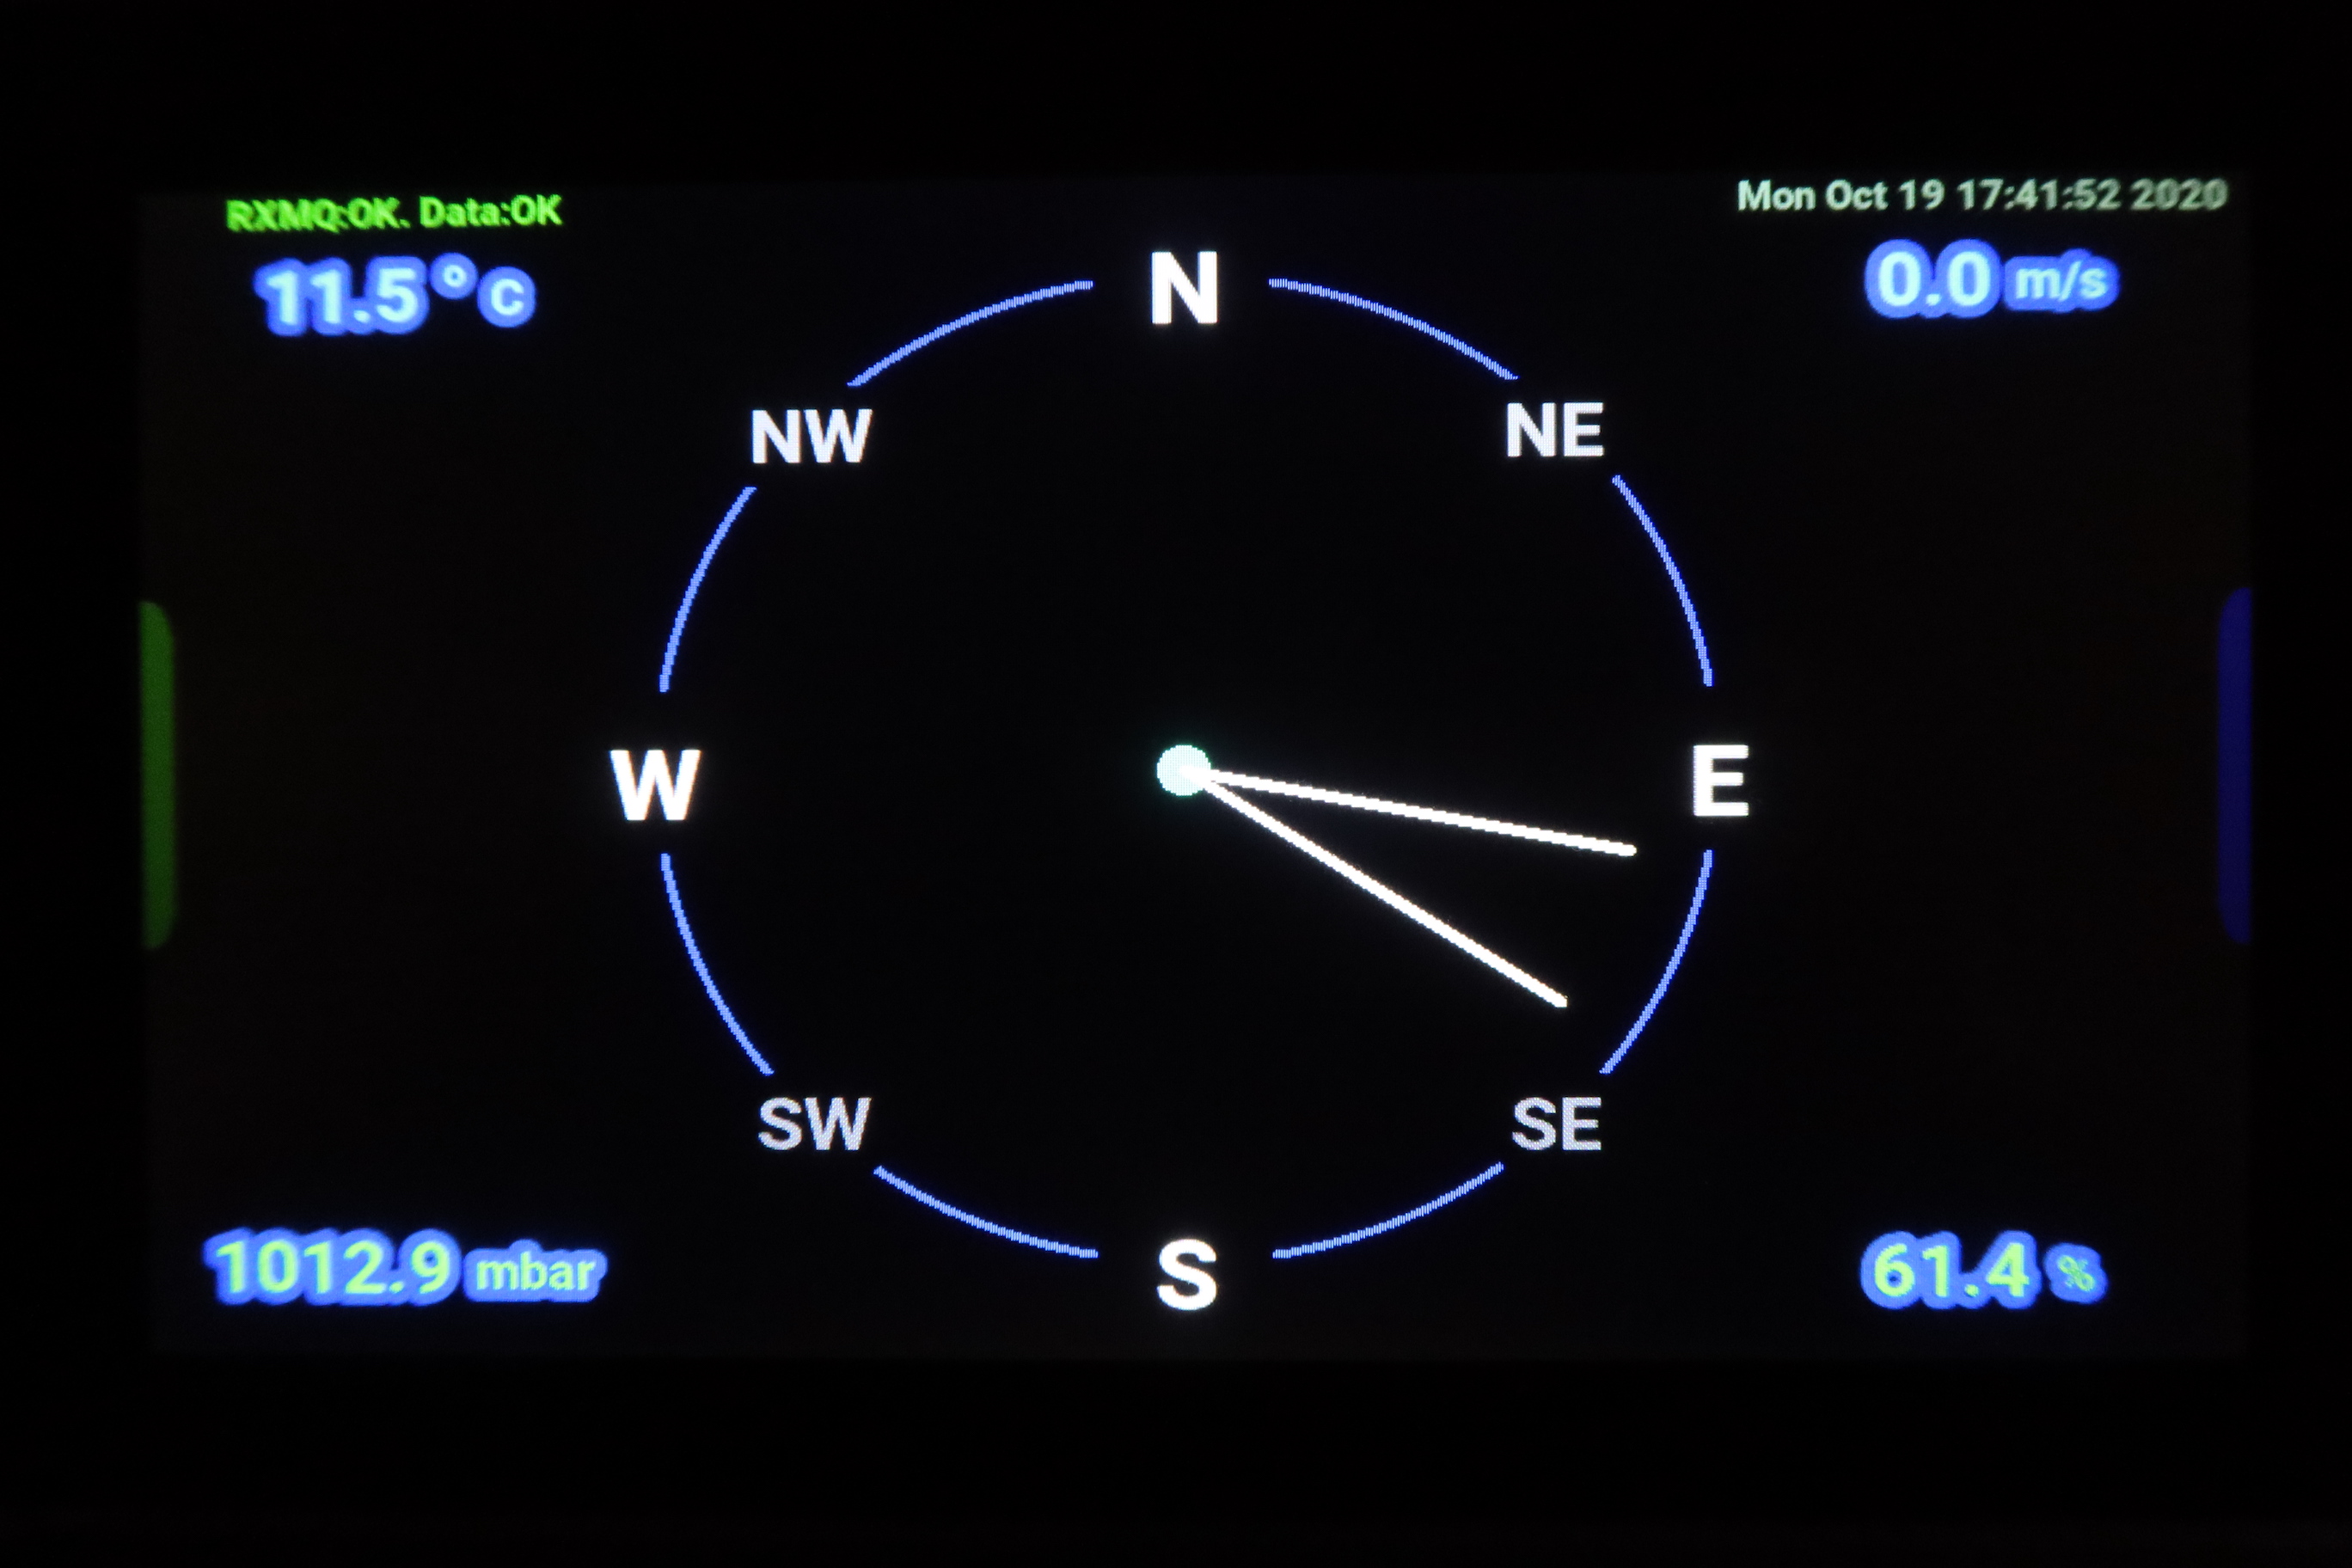 RXMQ:OK. Data:OK
Mon Oct 19 17:41:52 2020
11.5°C
0.0 m/s
N
NW
NE
W
E
SW
SE
S
1012.9 mbar
61.4 %